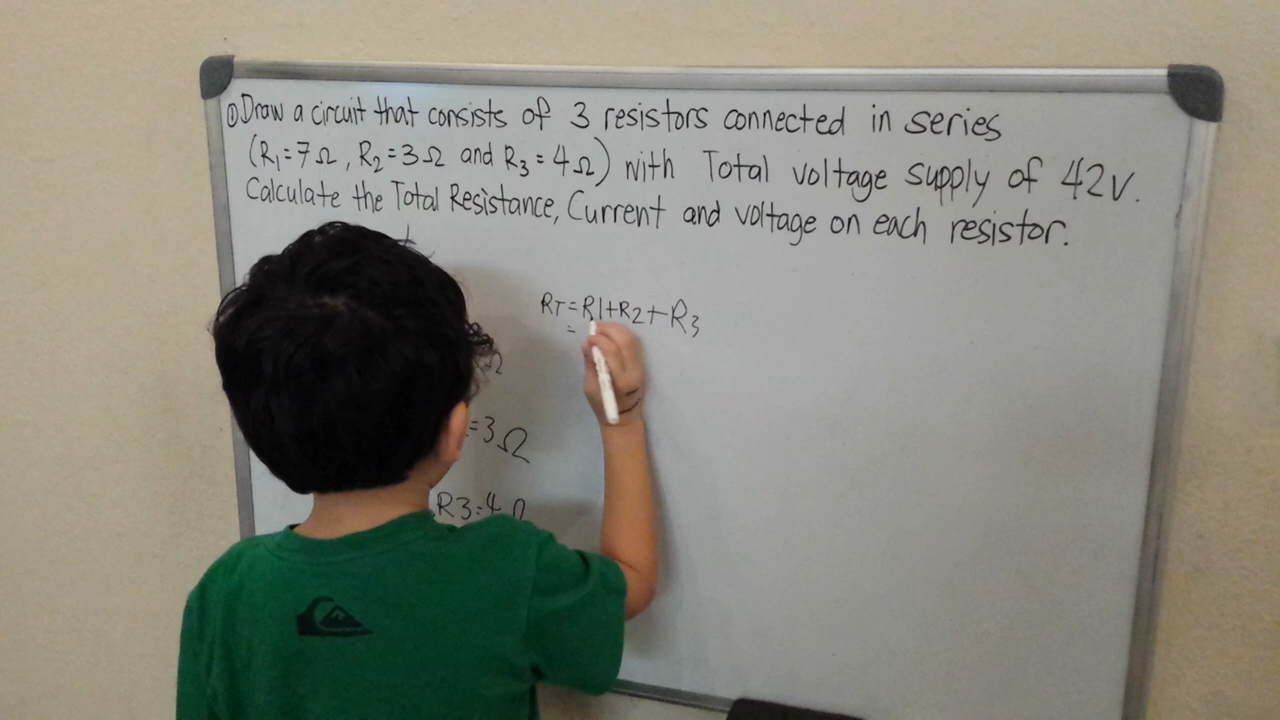 ① Draw a circuit that consists of 3 resistors connected in series
(R₁=7Ω, R₂=3Ω and R₃=4Ω) with Total voltage supply of 42v.
Calculate the Total Resistance, Current and voltage on each resistor.
RT=R1+R2+R3
=
Ω
=3Ω
R3=4Ω